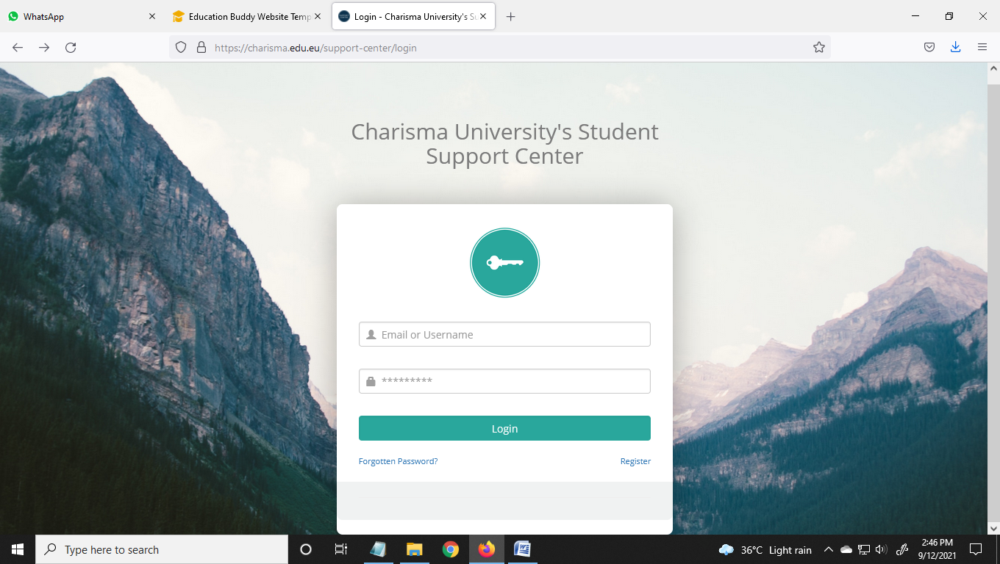 WhatsApp
Education Buddy Website Temp
Login - Charisma University's Su
https://charisma.edu.eu/support-center/login
Charisma University's Student
Support Center
Email or Username
*********
Login
Forgotten Password?
Register
Type here to search
36°C Light rain
2:46 PM
9/12/2021